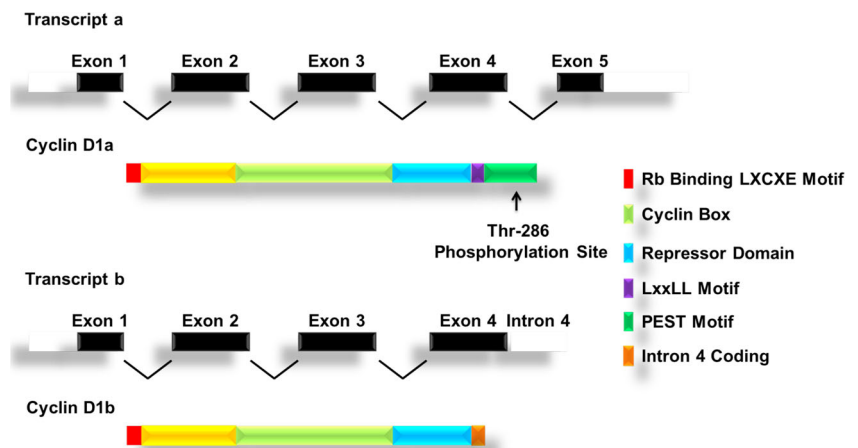 Transcript a
Exon 1 Exon 2 Exon 3 Exon 4 Exon 5
Cyclin D1a
Thr-286
Phosphorylation Site
Rb Binding LXCXE Motif
Cyclin Box
Repressor Domain
LxxLL Motif
PEST Motif
Intron 4 Coding
Transcript b
Exon 1 Exon 2 Exon 3 Exon 4 Intron 4
Cyclin D1b